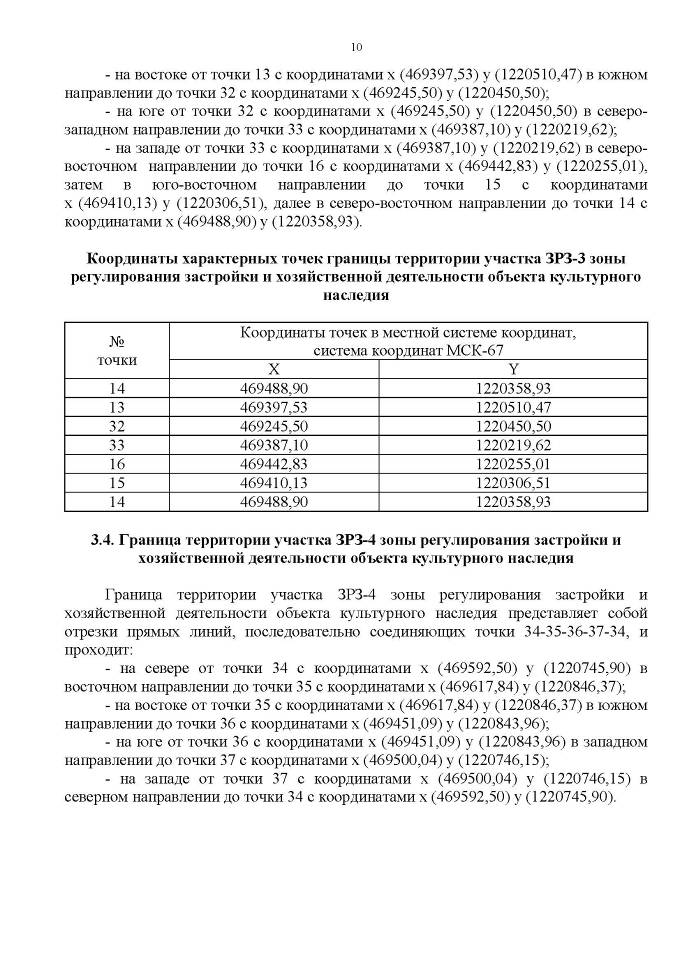 10
- на востоке от точки 13 с координатами x (469397,53) y (1220510,47) в южном
направлении до точки 32 с координатами x (469245,50) y (1220450,50);
- на юге от точки 32 с координатами x (469245,50) y (1220450,50) в северо-
западном направлении до точки 33 с координатами x (469387,10) y (1220219,62);
- на западе от точки 33 с координатами x (469387,10) y (1220219,62) в северо-
восточном направлении до точки 16 с координатами x (469442,83) y (1220255,01),
затем в юго-восточном направлении до точки 15 с координатами
x (469410,13) y (1220306,51), далее в северо-восточном направлении до точки 14 с
координатами x (469488,90) y (1220358,93).
Координаты характерных точек границы территории участка ЗРЗ-3 зоны
регулирования застройки и хозяйственной деятельности объекта культурного
наследия
№
точки
Координаты точек в местной системе координат,
система координат МСК-67
X Y
14 469488,90 1220358,93
13 469397,53 1220510,47
32 469245,50 1220450,50
33 469387,10 1220219,62
16 469442,83 1220255,01
15 469410,13 1220306,51
14 469488,90 1220358,93
3.4. Граница территории участка ЗРЗ-4 зоны регулирования застройки и
хозяйственной деятельности объекта культурного наследия
Граница территории участка ЗРЗ-4 зоны регулирования застройки и
хозяйственной деятельности объекта культурного наследия представляет собой
отрезки прямых линий, последовательно соединяющих точки 34-35-36-37-34, и
проходит:
- на севере от точки 34 с координатами x (469592,50) y (1220745,90) в
восточном направлении до точки 35 с координатами x (469617,84) y (1220846,37);
- на востоке от точки 35 с координатами x (469617,84) y (1220846,37) в южном
направлении до точки 36 с координатами x (469451,09) y (1220843,96);
- на юге от точки 36 с координатами x (469451,09) y (1220843,96) в западном
направлении до точки 37 с координатами x (469500,04) y (1220746,15);
- на западе от точки 37 с координатами x (469500,04) y (1220746,15) в
северном направлении до точки 34 с координатами x (469592,50) y (1220745,90).